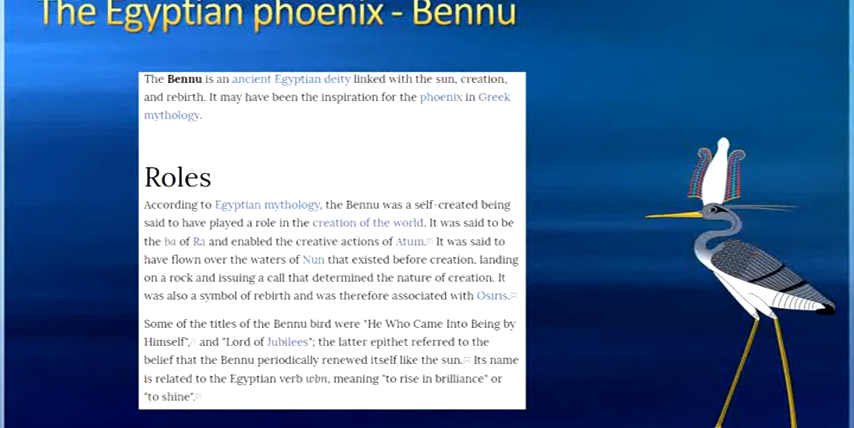 The Egyptian phoenix - Bennu
The Bennu is an ancient Egyptian deity linked with the sun, creation,
and rebirth. It may have been the inspiration for the phoenix in Greek
mythology.
Roles
According to Egyptian mythology, the Bennu was a self-created being
said to have played a role in the creation of the world. It was said to be
the ba of Ra and enabled the creative actions of Atum. It was said to
have flown over the waters of Nun that existed before creation, landing
on a rock and issuing a call that determined the nature of creation. It
was also a symbol of rebirth and was therefore associated with Osiris.
Some of the titles of the Bennu bird were "He Who Came Into Being by
Himself", and "Lord of Jubilees"; the latter epithet referred to the
belief that the Bennu periodically renewed itself like the sun. Its name
is related to the Egyptian verb wbn, meaning "to rise in brilliance" or
"to shine".